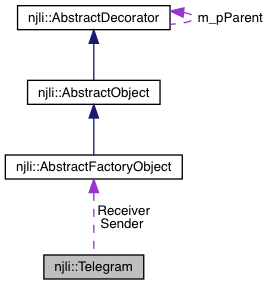 njli::AbstractDecorator
m_pParent
njli::AbstractObject
njli::AbstractFactoryObject
Receiver
Sender
njli::Telegram